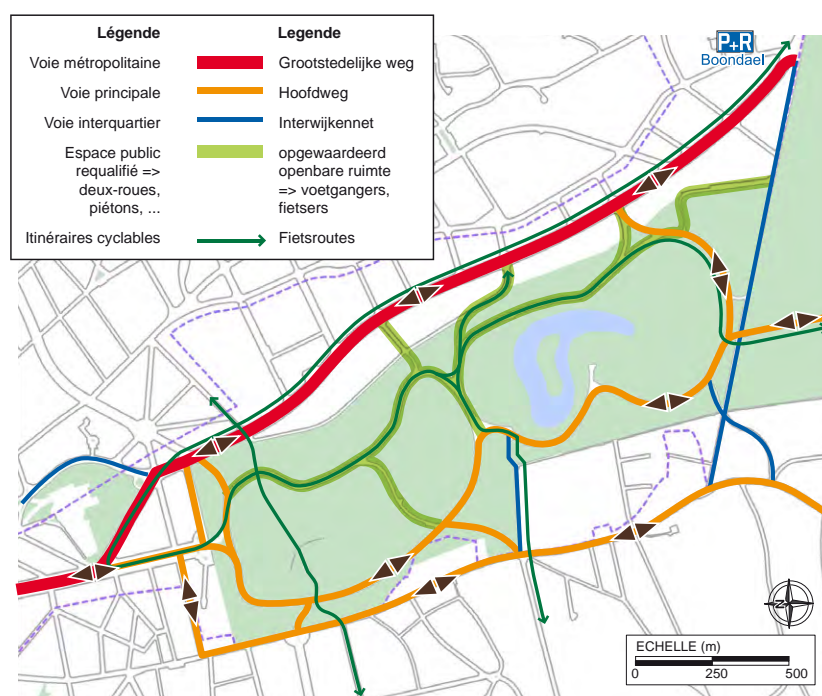 Légende Legende
Voie métropolitaine Grootstedelijke weg
Voie principale Hoofdweg
Voie interquartier Interwijkennet
Espace public opgewaardeerd
requalifié => openbare ruimte
deux-roues, => voetgangers,
piétons, ... fietsers
Itinéraires cyclables Fietsroutes
P+R
Boondael
N
ECHELLE (m)
0 250 500